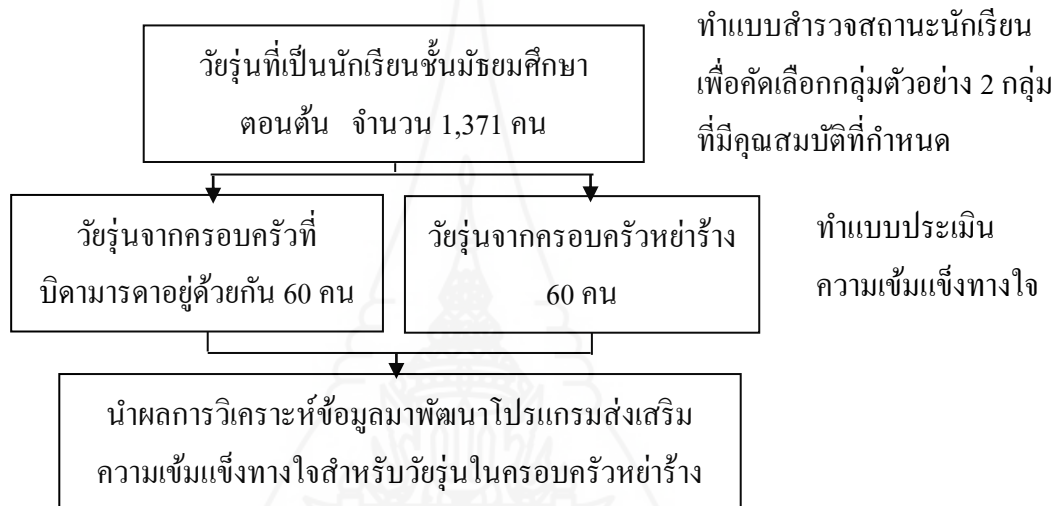 วัยรุ่นที่เป็นนักเรียนชั้นมัธยมศึกษา
ตอนต้น จำนวน 1,371 คน
ทำแบบสำรวจสถานะนักเรียน
เพื่อคัดเลือกกลุ่มตัวอย่าง 2 กลุ่ม
ที่มีคุณสมบัติที่กำหนด
วัยรุ่นจากครอบครัวที่
บิดามารดาอยู่ด้วยกัน 60 คน
วัยรุ่นจากครอบครัวหย่าร้าง
60 คน
ทำแบบประเมิน
ความเข้มแข็งทางใจ
นำผลการวิเคราะห์ข้อมูลมาพัฒนาโปรแกรมส่งเสริม
ความเข้มแข็งทางใจสำหรับวัยรุ่นในครอบครัวหย่าร้าง